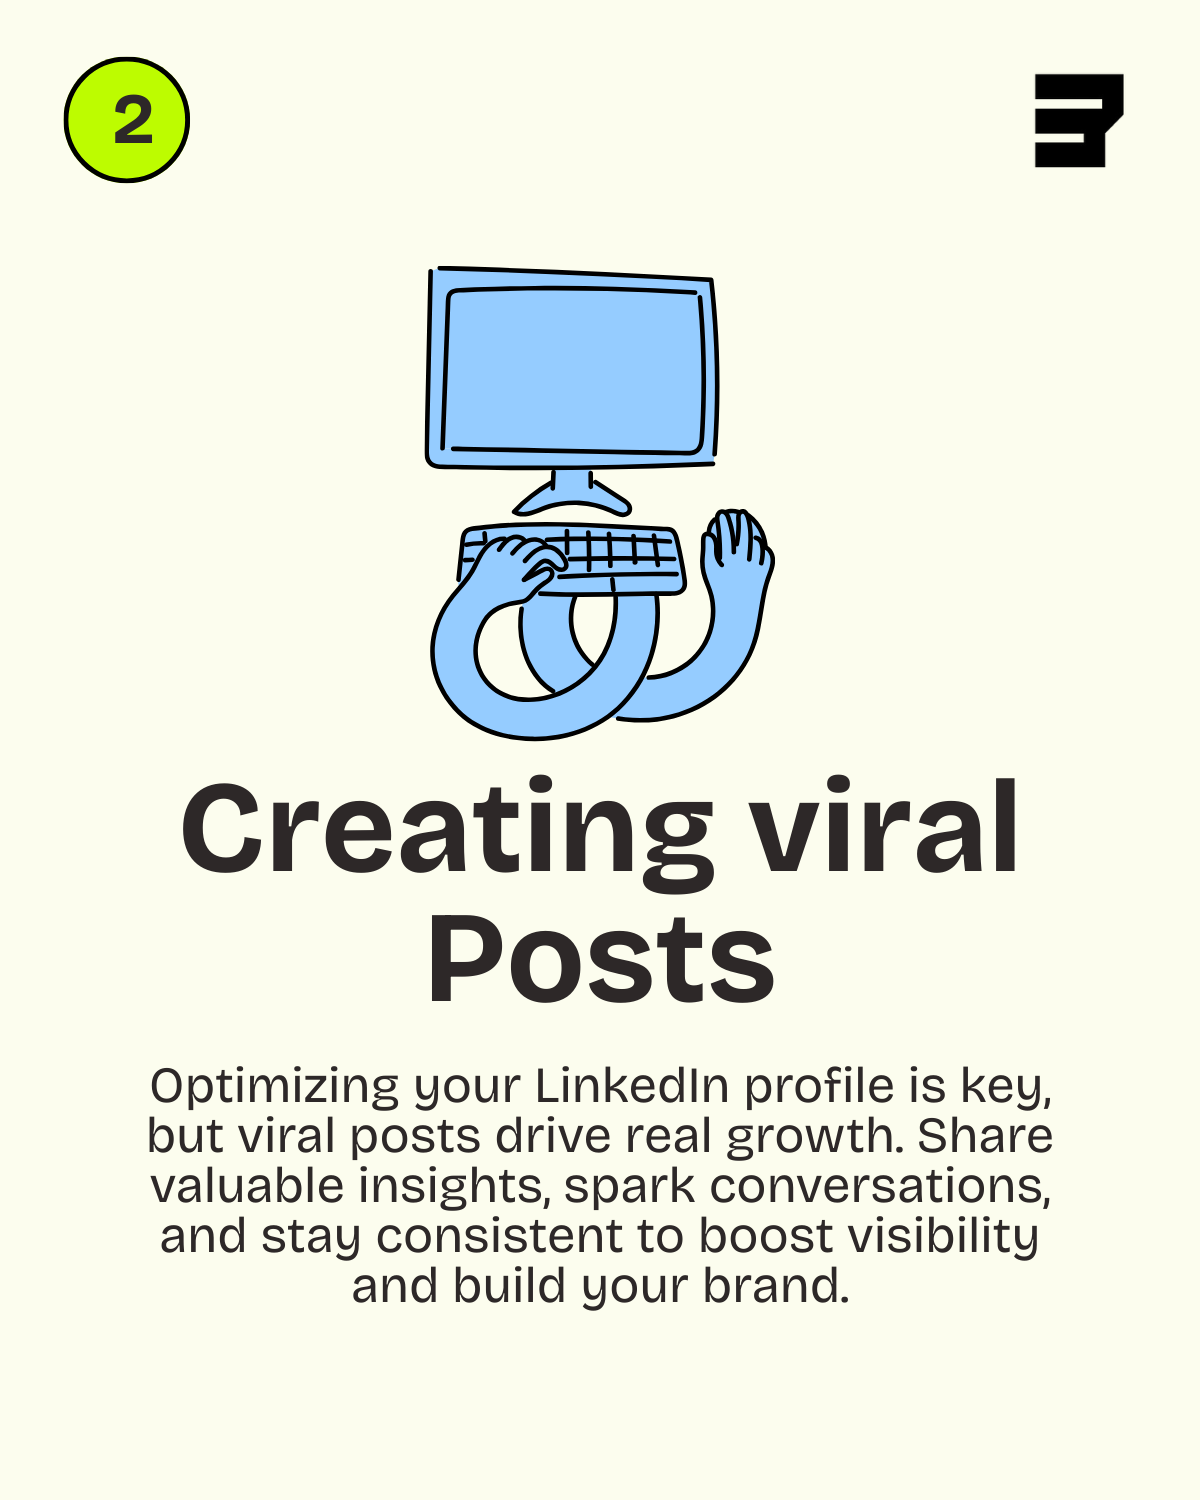 2
Creating viral
Posts
Optimizing your LinkedIn profile is key,
but viral posts drive real growth. Share
valuable insights, spark conversations,
and stay consistent to boost visibility
and build your brand.